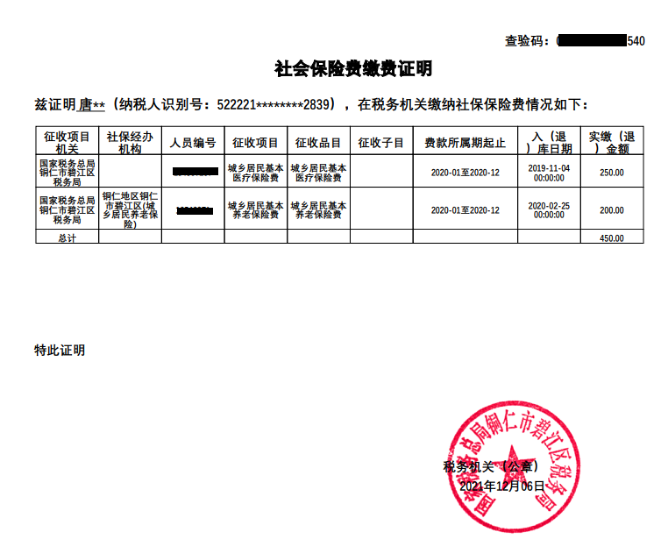 查验码：540
社会保险费缴费证明
兹证明 唐** （纳税人识别号：522221********2839），在税务机关缴纳社保保险费情况如下：
征收项目机关 社保经办机构 人员编号 征收项目 征收品目 征收子目 费款所属期起止 入（退）库日期 实缴（退）金额
国家税务总局铜仁市碧江区税务局 城乡居民基本医疗保险费 城乡居民基本医疗保险费 2020-01至2020-12 2019-11-04 00:00:00 250.00
国家税务总局铜仁市碧江区税务局 铜仁地区铜仁市碧江区(城乡居民养老保险) 城乡居民基本养老保险费 城乡居民基本养老保险费 2020-01至2020-12 2020-02-25 00:00:00 200.00
总计 450.00
特此证明
国家税务总局铜仁市碧江区税务局
税务机关（公章）
2021年12月06日